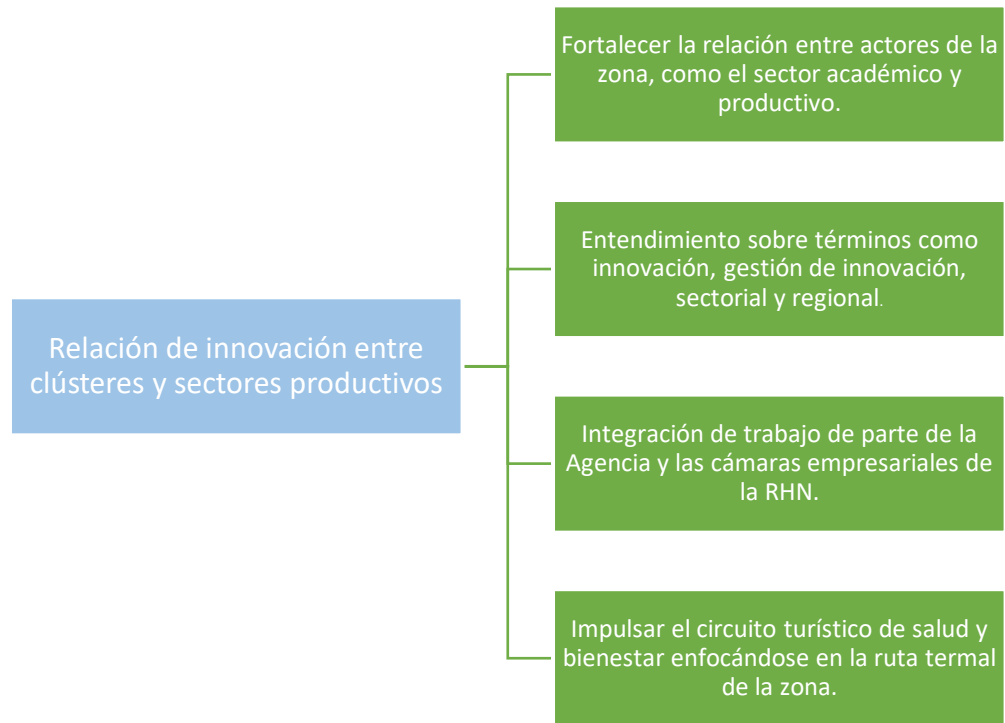 Fortalecer la relación entre actores de la
zona, como el sector académico y
productivo.
Entendimiento sobre términos como
innovación, gestión de innovación,
sectorial y regional.
Relación de innovación entre
clústeres y sectores productivos
Integración de trabajo de parte de la
Agencia y las cámaras empresariales de
la RHN.
Impulsar el circuito turístico de salud y
bienestar enfocándose en la ruta termal
de la zona.